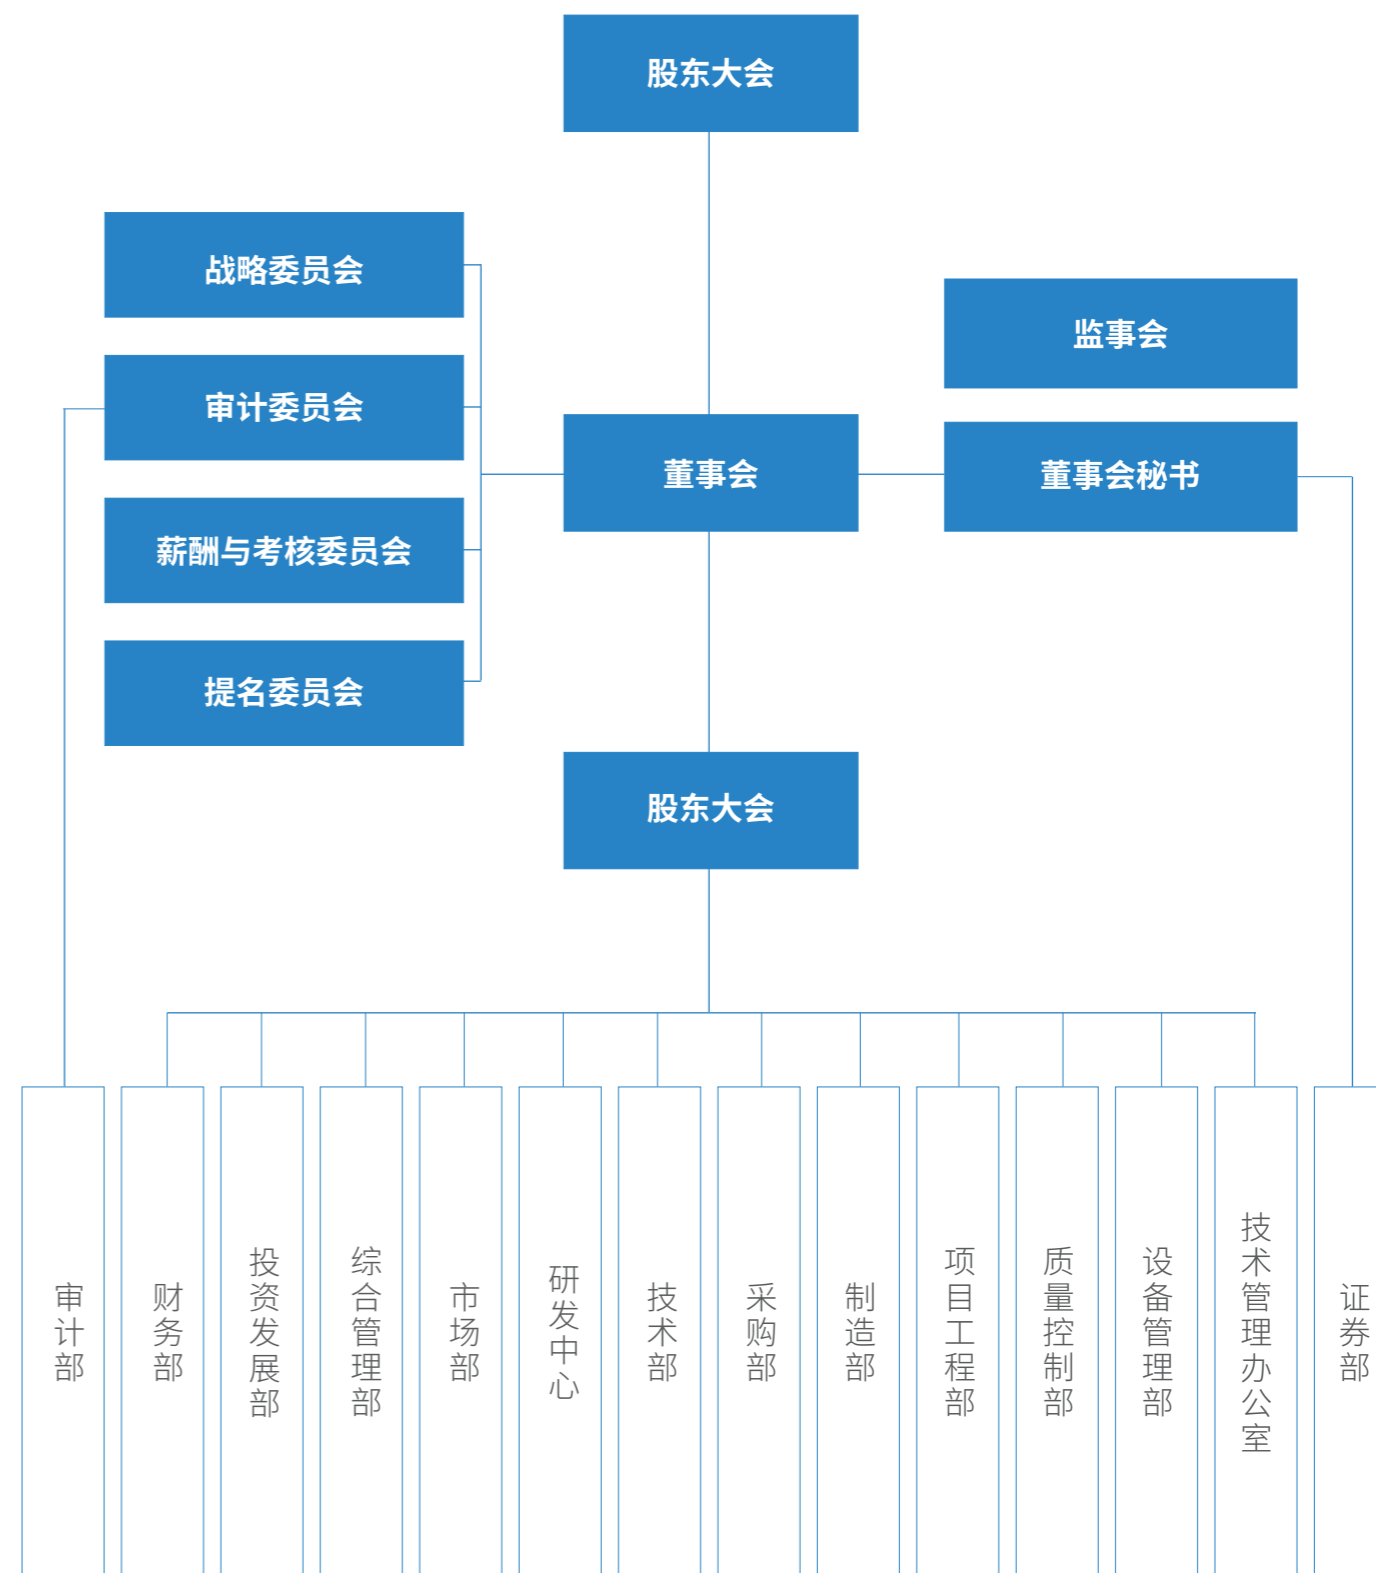 股东大会
战略委员会
监事会
审计委员会
董事会
董事会秘书
薪酬与考核委员会
提名委员会
股东大会
审计部
财务部
投资发展部
综合管理部
市场部
研发中心
技术部
采购部
制造部
项目工程部
质量控制部
设备管理部
技术管理办公室
证券部